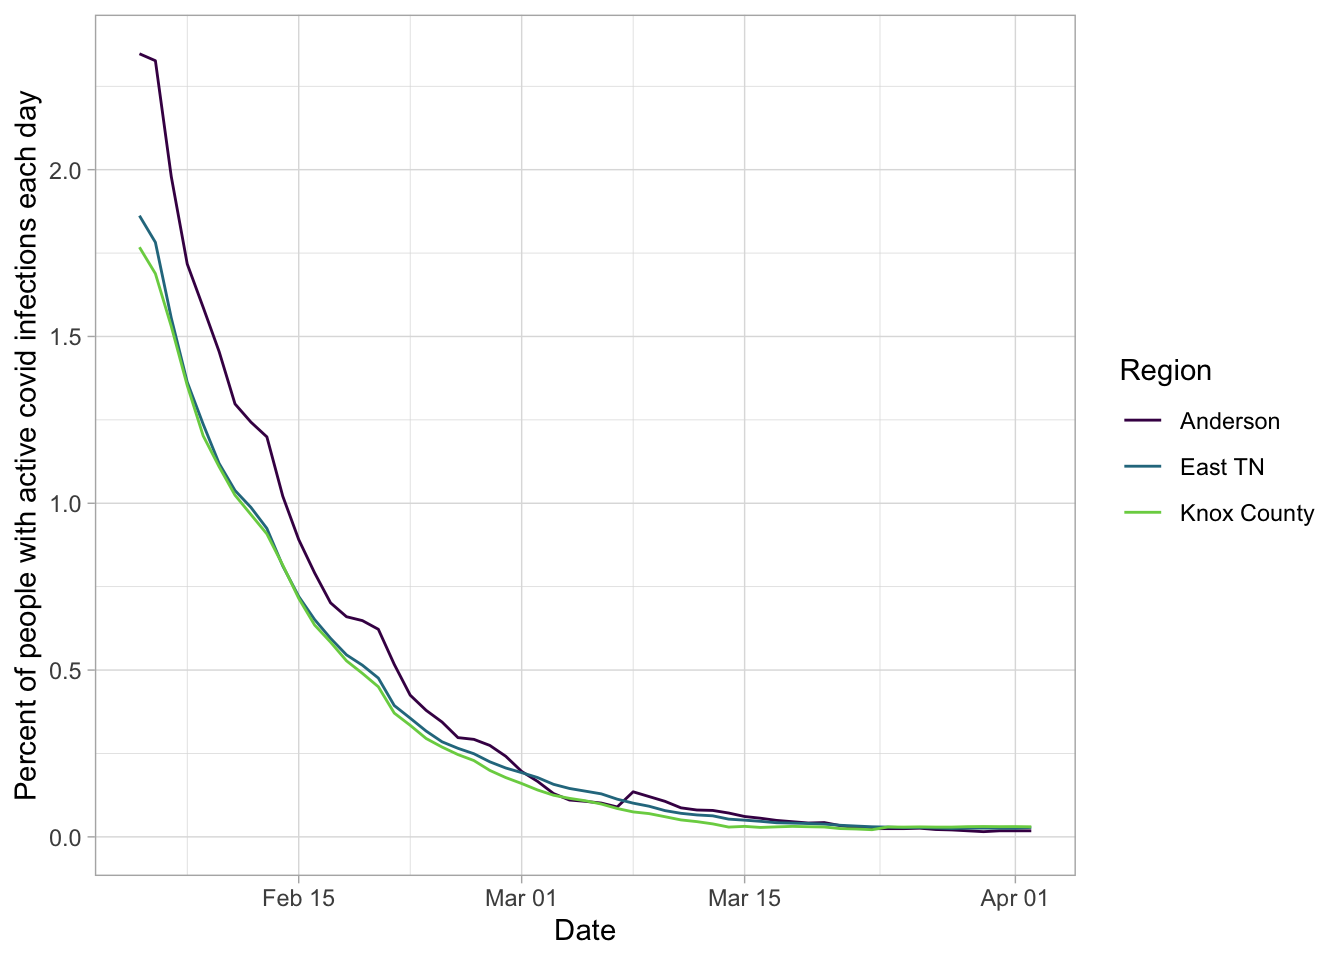 Percent of people with active covid infections each day
2.0
1.5
1.0
0.5
0.0
Feb 15
Mar 01
Mar 15
Apr 01
Date
Region
Anderson
East TN
Knox County